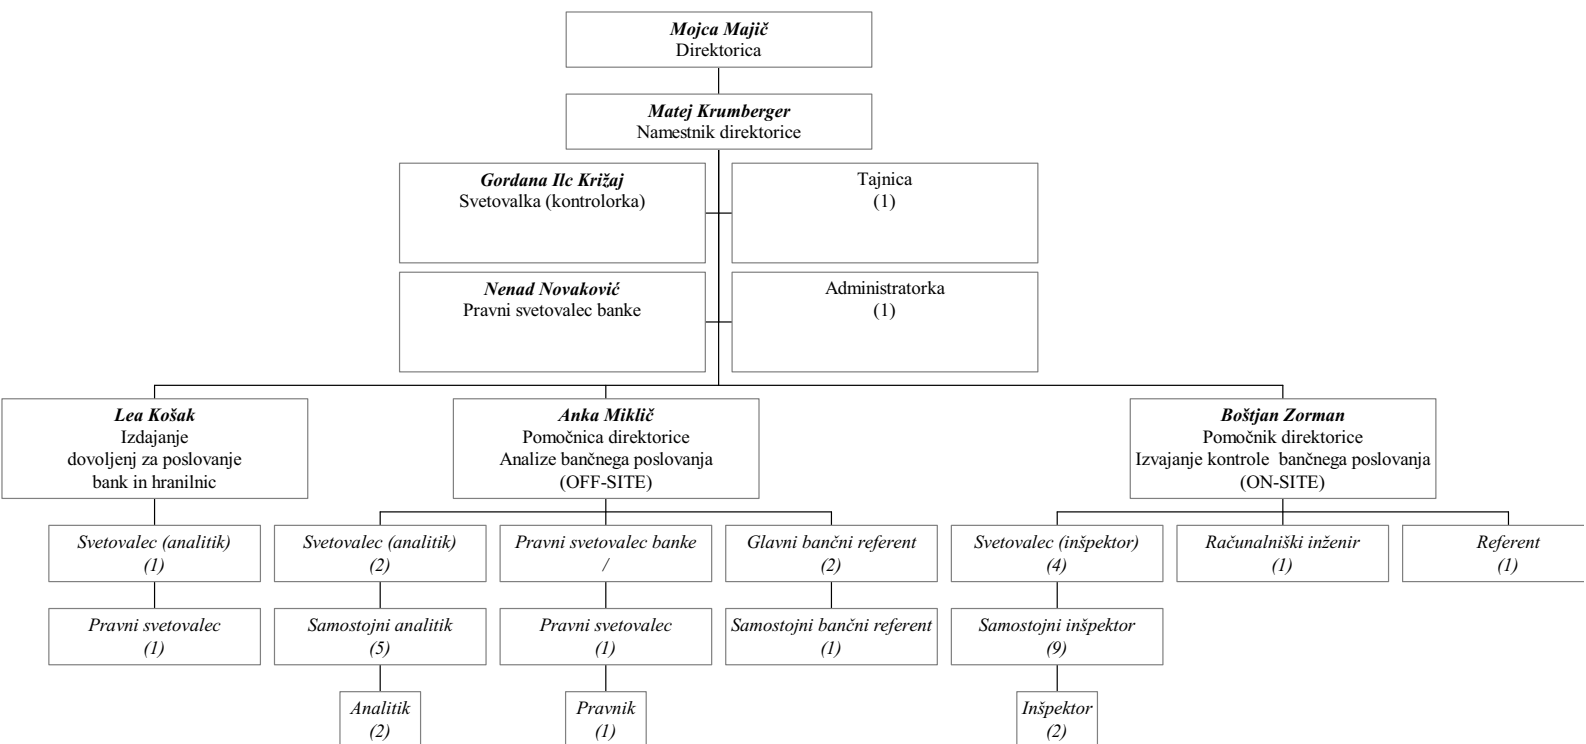 Mojca Majič
Direktorica
Matej Krumberger
Namestnik direktorice
Gordana Ilc Križaj
Svetovalka (kontrolorka)
Tajnica
(1)
Nenad Novaković
Pravni svetovalec banke
Administratorka
(1)
Lea Košak
Izdajanje
dovoljenj za poslovanje
bank in hranilnic
Anka Miklič
Pomočnica direktorice
Analize bančnega poslovanja
(OFF-SITE)
Boštjan Zorman
Pomočnik direktorice
Izvajanje kontrole bančnega poslovanja
(ON-SITE)
Svetovalec (analitik)
(1)
Svetovalec (analitik)
(2)
Pravni svetovalec banke
/
Glavni bančni referent
(2)
Svetovalec (inšpektor)
(4)
Računalniški inženir
(1)
Referent
(1)
Pravni svetovalec
(1)
Samostojni analitik
(5)
Pravni svetovalec
(1)
Samostojni bančni referent
(1)
Samostojni inšpektor
(9)
Analitik
(2)
Pravnik
(1)
Inšpektor
(2)